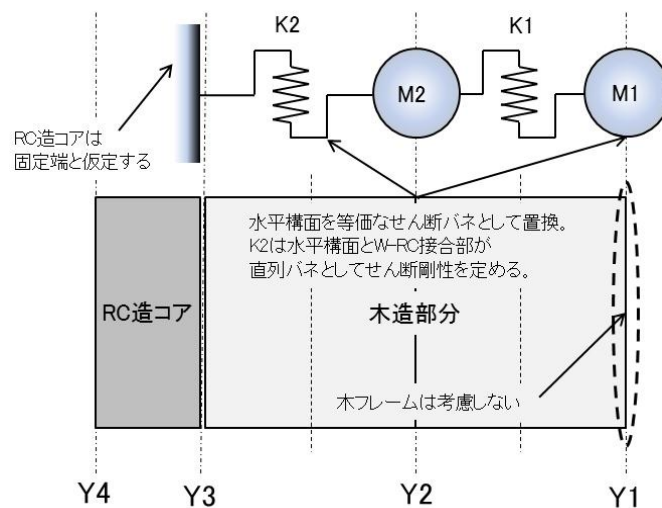 K2
K1
M2
M1
RC造コアは
固定端と仮定する
水平構面を等価なせん断バネとして置換。
K2は水平構面とW-RC接合部が
直列バネとしてせん断剛性を定める。
RC造コア
木造部分
木フレームは考慮しない
Y4
Y3
Y2
Y1